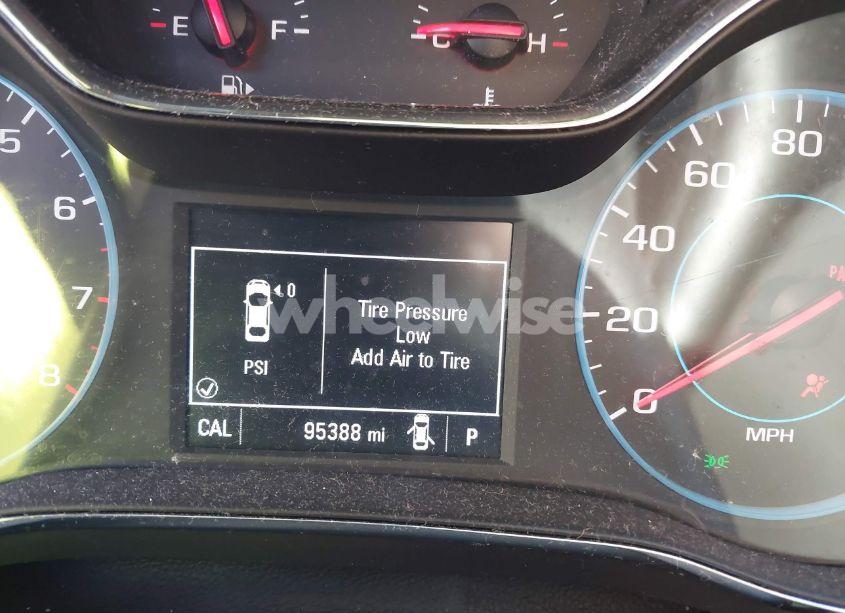 E F
C H
5
6
7
8
80
60
40
20
0
MPH
PA
0
PSI
Tire Pressure
Low
Add Air to Tire
CAL
95388 mi
P
wheelwise